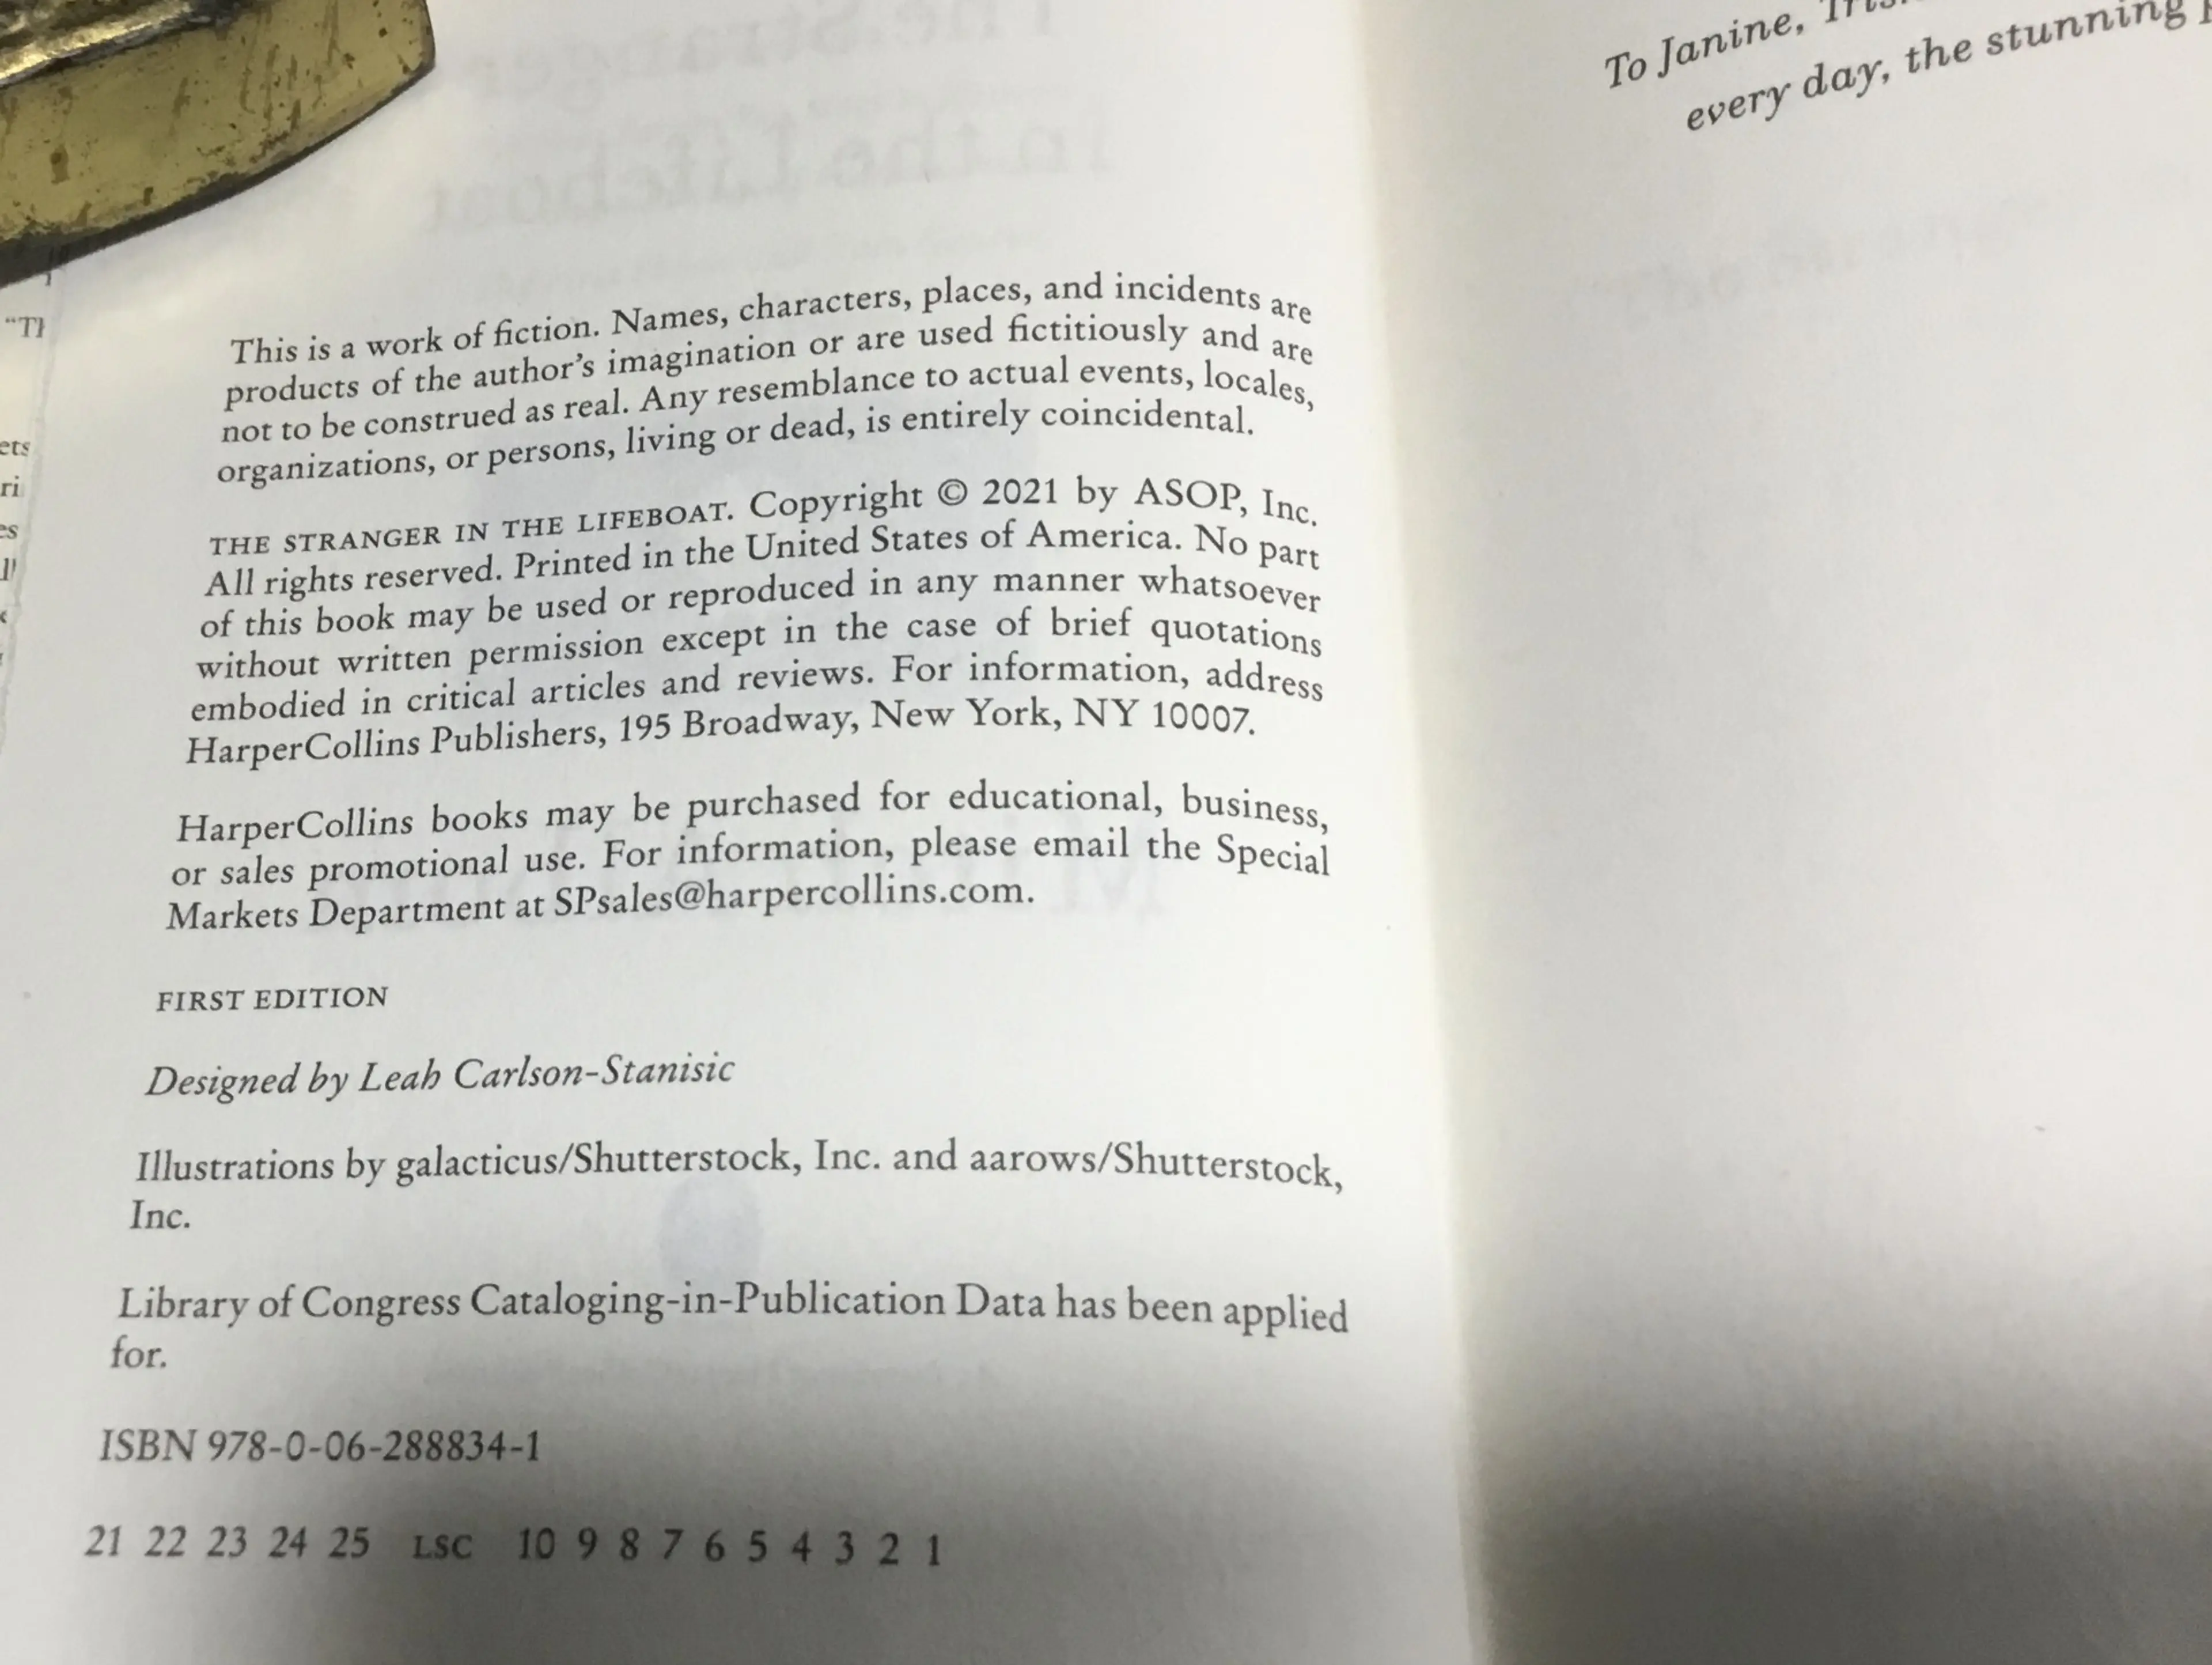 This is a work of fiction. Names, characters, places, and incidents are
products of the author's imagination or are used fictitiously and are
not to be construed as real. Any resemblance to actual events, locales,
organizations, or persons, living or dead, is entirely coincidental.
THE STRANGER IN THE LIFEBOAT. Copyright © 2021 by ASOP, Inc.
All rights reserved. Printed in the United States of America. No part
of this book may be used or reproduced in any manner whatsoever
without written permission except in the case of brief quotations
embodied in critical articles and reviews. For information, address
HarperCollins Publishers, 195 Broadway, New York, NY 10007.
HarperCollins books may be purchased for educational, business,
or sales promotional use. For information, please email the Special
Markets Department at SPsales@harpercollins.com.
FIRST EDITION
Designed by Leah Carlson-Stanisic
Illustrations by galacticus/Shutterstock, Inc. and aarows/Shutterstock,
Inc.
Library of Congress Cataloging-in-Publication Data has been applied
for.
ISBN 978-0-06-288834-1
21 22 23 24 25 LSC 10 9 8 7 6 5 4 3 2 1
To Janine,
every day, the stunning